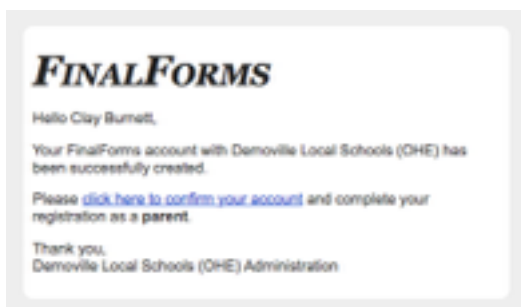 FINALFORMS
Hello Clay Burnett,
Your FinalForms account with Demoville Local Schools (OHE) has
been successfully created.
Please click here to confirm your account and complete your
registration as a parent.
Thank you,
Demoville Local Schools (OHE) Administration